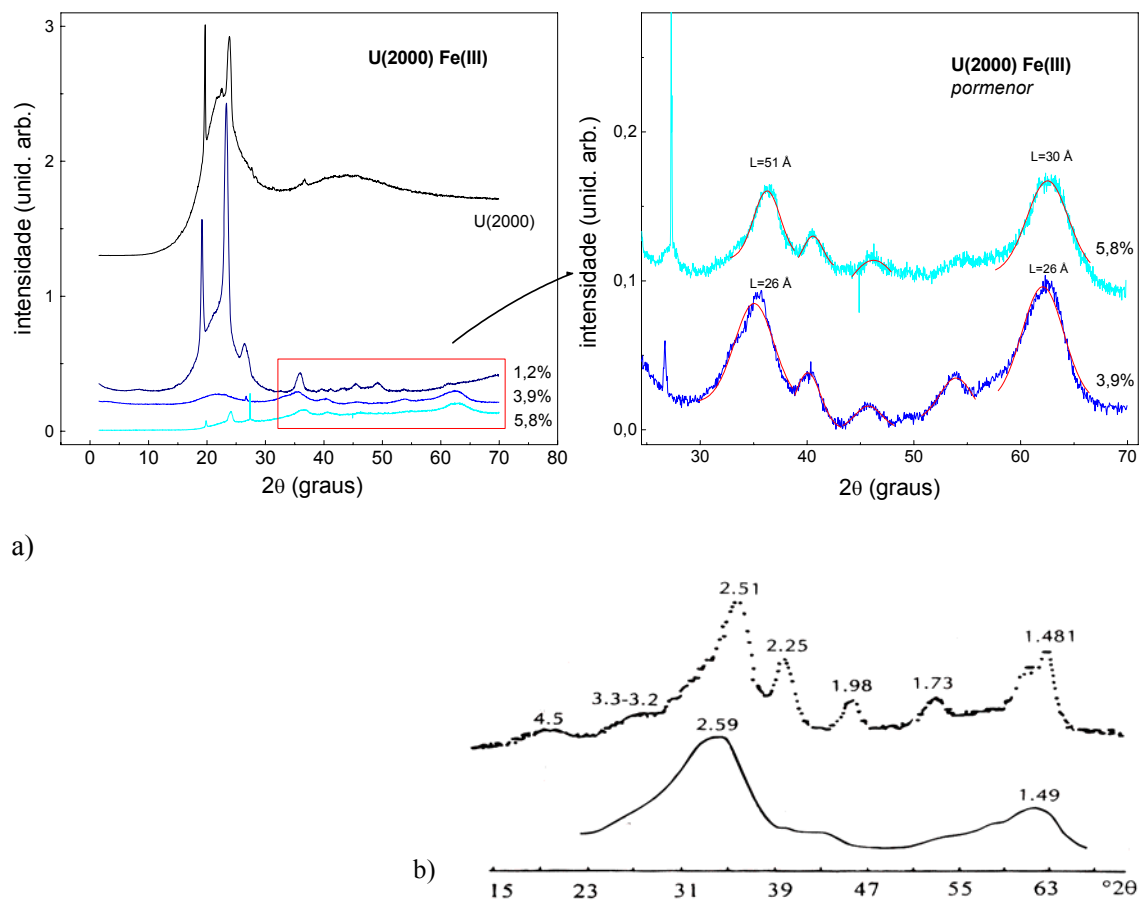 3
2
1
0
intensidade (unid. arb.)
U(2000) Fe(III)
U(2000)
1,2%
3,9%
5,8%
0 10 20 30 40 50 60 70 80
2θ (graus)
0,2
0,1
0,0
intensidade (unid. arb.)
U(2000) Fe(III)
pormenor
L=51 Å
L=30 Å
5,8%
L=26 Å
L=26 Å
3,9%
30 40 50 60 70
2θ (graus)
a)
2.51
2.25
1.481
3.3-3.2
1.98
1.73
4.5
2.59
1.49
b)
15 23 31 39 47 55 63 °2θ